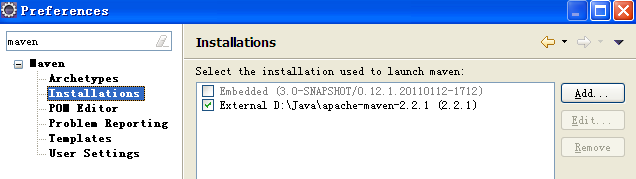 Preferences
maven
Installations
Maven
Archetypes
Installations
POM Editor
Problem Reporting
Templates
User Settings
Select the installation used to launch maven:
Embedded (3.0-SNAPSHOT/0.12.1.20110112-1712)
External D:\Java\apache-maven-2.2.1 (2.2.1)
Add...
Edit...
Remove